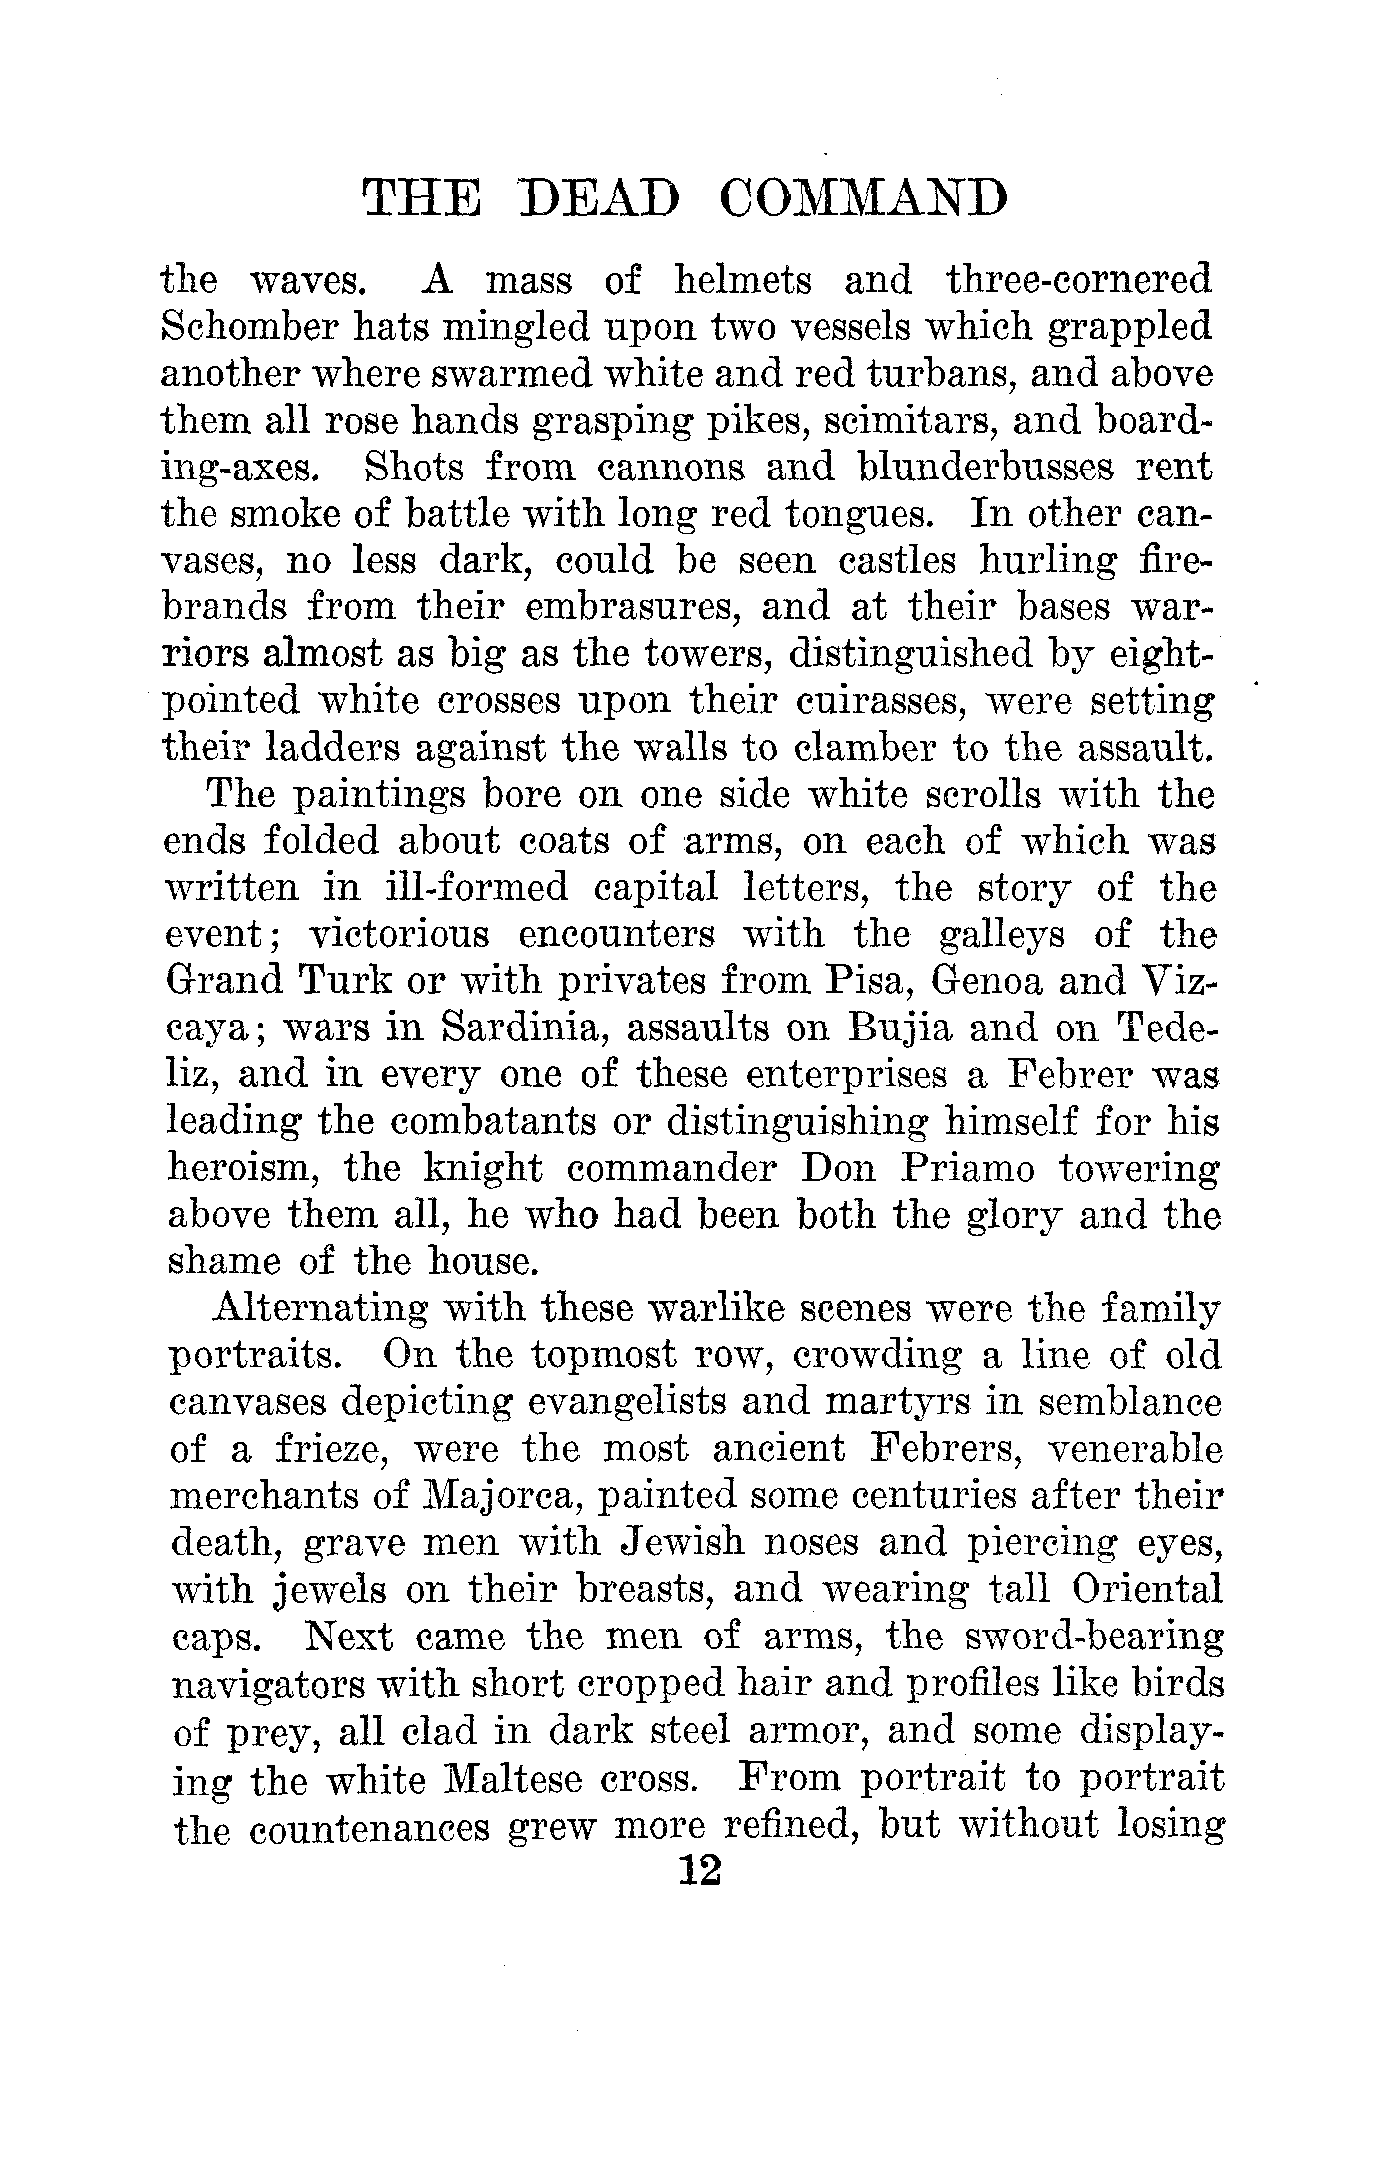 THE DEAD COMMAND
the waves. A mass of helmets and three-cornered
Schomber hats mingled upon two vessels which grappled
another where swarmed white and red turbans, and above
them all rose hands grasping pikes, scimitars, and board-
ing-axes. Shots from cannons and blunderbusses rent
the smoke of battle with long red tongues. In other can-
vases, no less dark, could be seen castles hurling fire-
brands from their embrasures, and at their bases war-
riors almost as big as the towers, distinguished by eight-
pointed white crosses upon their cuirasses, were setting
their ladders against the walls to clamber to the assault.
The paintings bore on one side white scrolls with the
ends folded about coats of arms, on each of which was
written in ill-formed capital letters, the story of the
event; victorious encounters with the galleys of the
Grand Turk or with privates from Pisa, Genoa and Viz-
caya; wars in Sardinia, assaults on Bujia and on Tede-
liz, and in every one of these enterprises a Febrer was
leading the combatants or distinguishing himself for his
heroism, the knight commander Don Priamo towering
above them all, he who had been both the glory and the
shame of the house.
Alternating with these warlike scenes were the family
portraits. On the topmost row, crowding a line of old
canvases depicting evangelists and martyrs in semblance
of a frieze, were the most ancient Febrers, venerable
merchants of Majorca, painted some centuries after their
death, grave men with Jewish noses and piercing eyes,
with jewels on their breasts, and wearing tall Oriental
caps. Next came the men of arms, the sword-bearing
navigators with short cropped hair and profiles like birds
of prey, all clad in dark steel armor, and some display-
ing the white Maltese cross. From portrait to portrait
the countenances grew more refined, but without losing
12